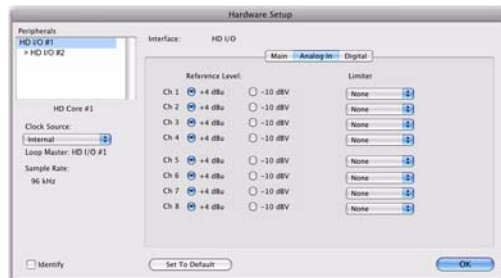 Hardware Setup
Peripherals
HD I/O #1
> HD I/O #2
HD Core #1
Clock Source:
Internal
Loop Master: HD I/O #1
Sample Rate:
96 kHz
Identify
Interface: HD I/O
Main Analog In Digital
Reference Level: Limiter
Ch 1 +4 dBu -10 dBV None
Ch 2 +4 dBu -10 dBV None
Ch 3 +4 dBu -10 dBV None
Ch 4 +4 dBu -10 dBV None
Ch 5 +4 dBu -10 dBV None
Ch 6 +4 dBu -10 dBV None
Ch 7 +4 dBu -10 dBV None
Ch 8 +4 dBu -10 dBV None
Set To Default
OK